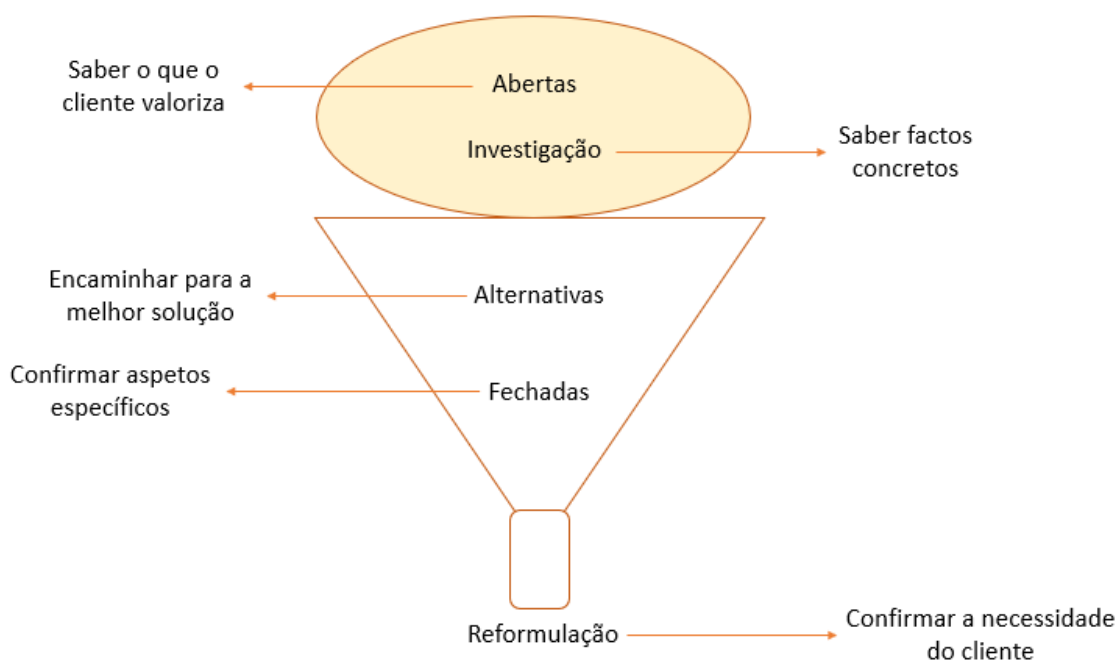 Saber o que o
cliente valoriza
Abertas
Investigação
Saber factos
concretos
Encaminhar para a
melhor solução
Alternativas
Confirmar aspetos
específicos
Fechadas
Reformulação
Confirmar a necessidade
do cliente